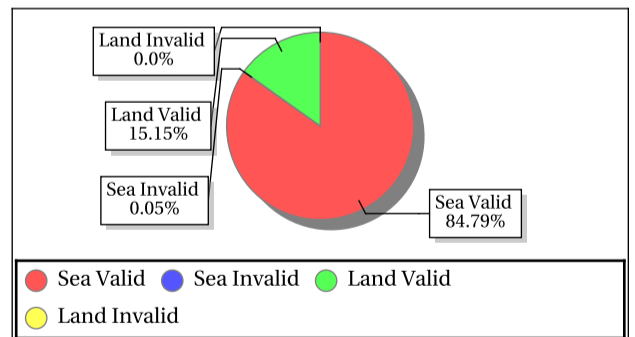 Land Invalid
0.0%
Land Valid
15.15%
Sea Invalid
0.05%
Sea Valid
84.79%
Sea Valid Sea Invalid Land Valid
Land Invalid